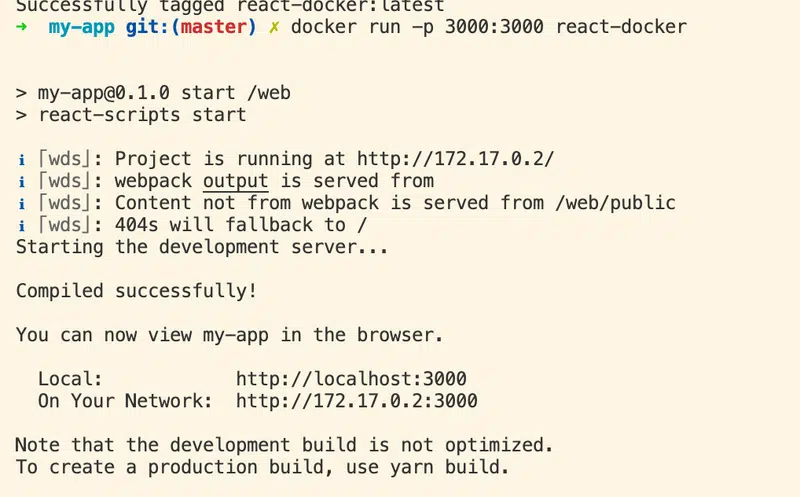 Successfully tagged react-docker:latest
→ my-app git:(master) ✗ docker run -p 3000:3000 react-docker
> my-app@0.1.0 start /web
> react-scripts start
ℹ ｢wds｣: Project is running at http://172.17.0.2/
ℹ ｢wds｣: webpack output is served from
ℹ ｢wds｣: Content not from webpack is served from /web/public
ℹ ｢wds｣: 404s will fallback to /
Starting the development server...
Compiled successfully!
You can now view my-app in the browser.
Local: http://localhost:3000
On Your Network: http://172.17.0.2:3000
Note that the development build is not optimized.
To create a production build, use yarn build.